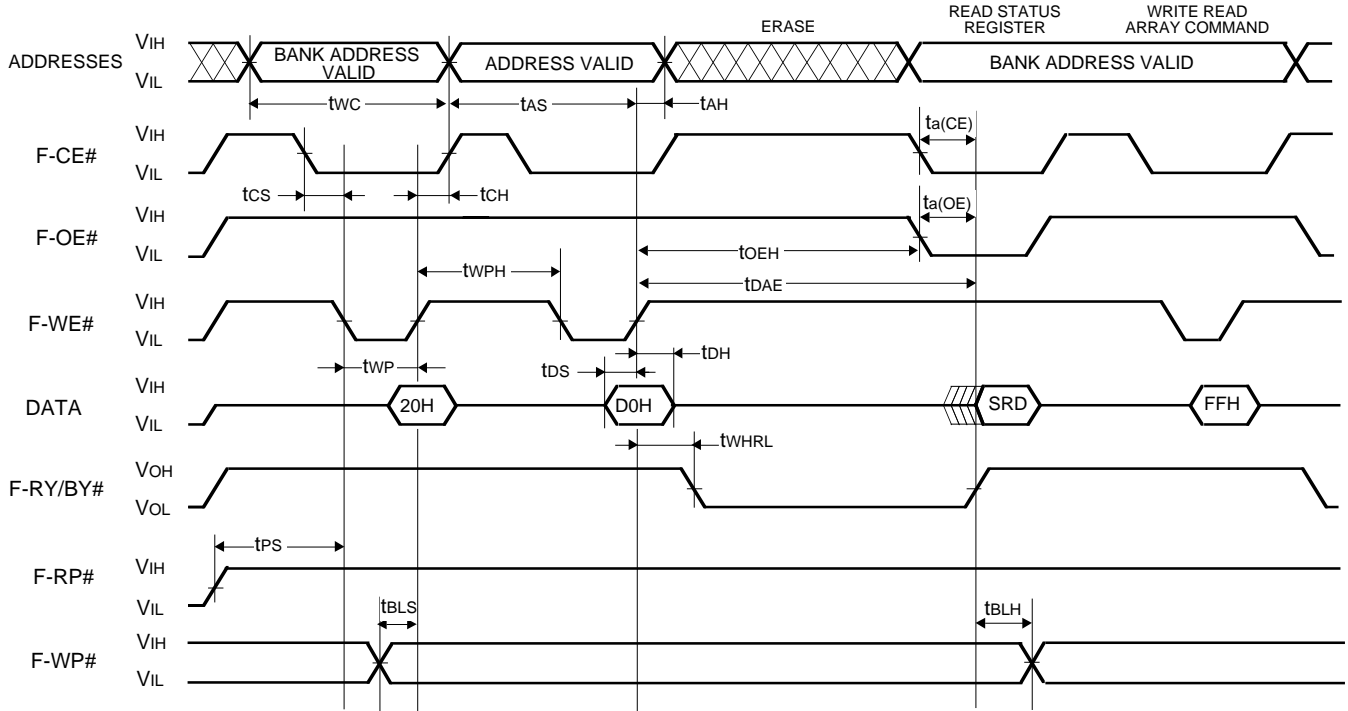 ERASE
READ STATUS
REGISTER
WRITE READ
ARRAY COMMAND
ADDRESSES
VIH
VIL
BANK ADDRESS
VALID
ADDRESS VALID
BANK ADDRESS VALID
tWC
tAS
tAH
F-CE#
VIH
VIL
ta(CE)
tCS
tCH
F-OE#
VIH
VIL
ta(OE)
tOEH
tWPH
tDAE
F-WE#
VIH
VIL
tWP
tDS
tDH
DATA
VIH
VIL
20H
D0H
SRD
FFH
tWHRL
F-RY/BY#
VOH
VOL
tPS
F-RP#
VIH
VIL
tBLS
tBLH
F-WP#
VIH
VIL